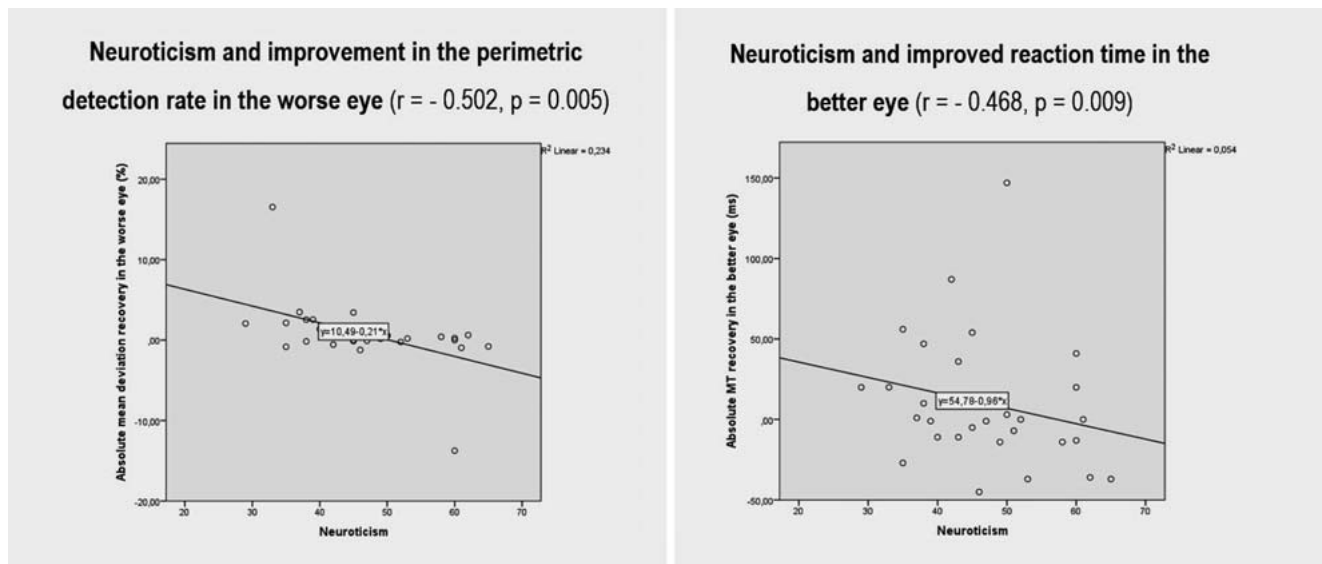 Neuroticism and improvement in the perimetric
detection rate in the worse eye (r = - 0.502, p = 0.005)
R² Linear = 0,234
Absolute mean deviation recovery in the worse eye (%)
20,00
10,00
,00
-10,00
-20,00
y=10,49-0,21*x
20 30 40 50 60 70
Neuroticism
Neuroticism and improved reaction time in the
better eye (r = - 0.468, p = 0.009)
R² Linear = 0,054
Absolute MT recovery in the better eye (ms)
150,00
100,00
50,00
,00
-50,00
y=54,78-0,96*x
20 30 40 50 60 70
Neuroticism